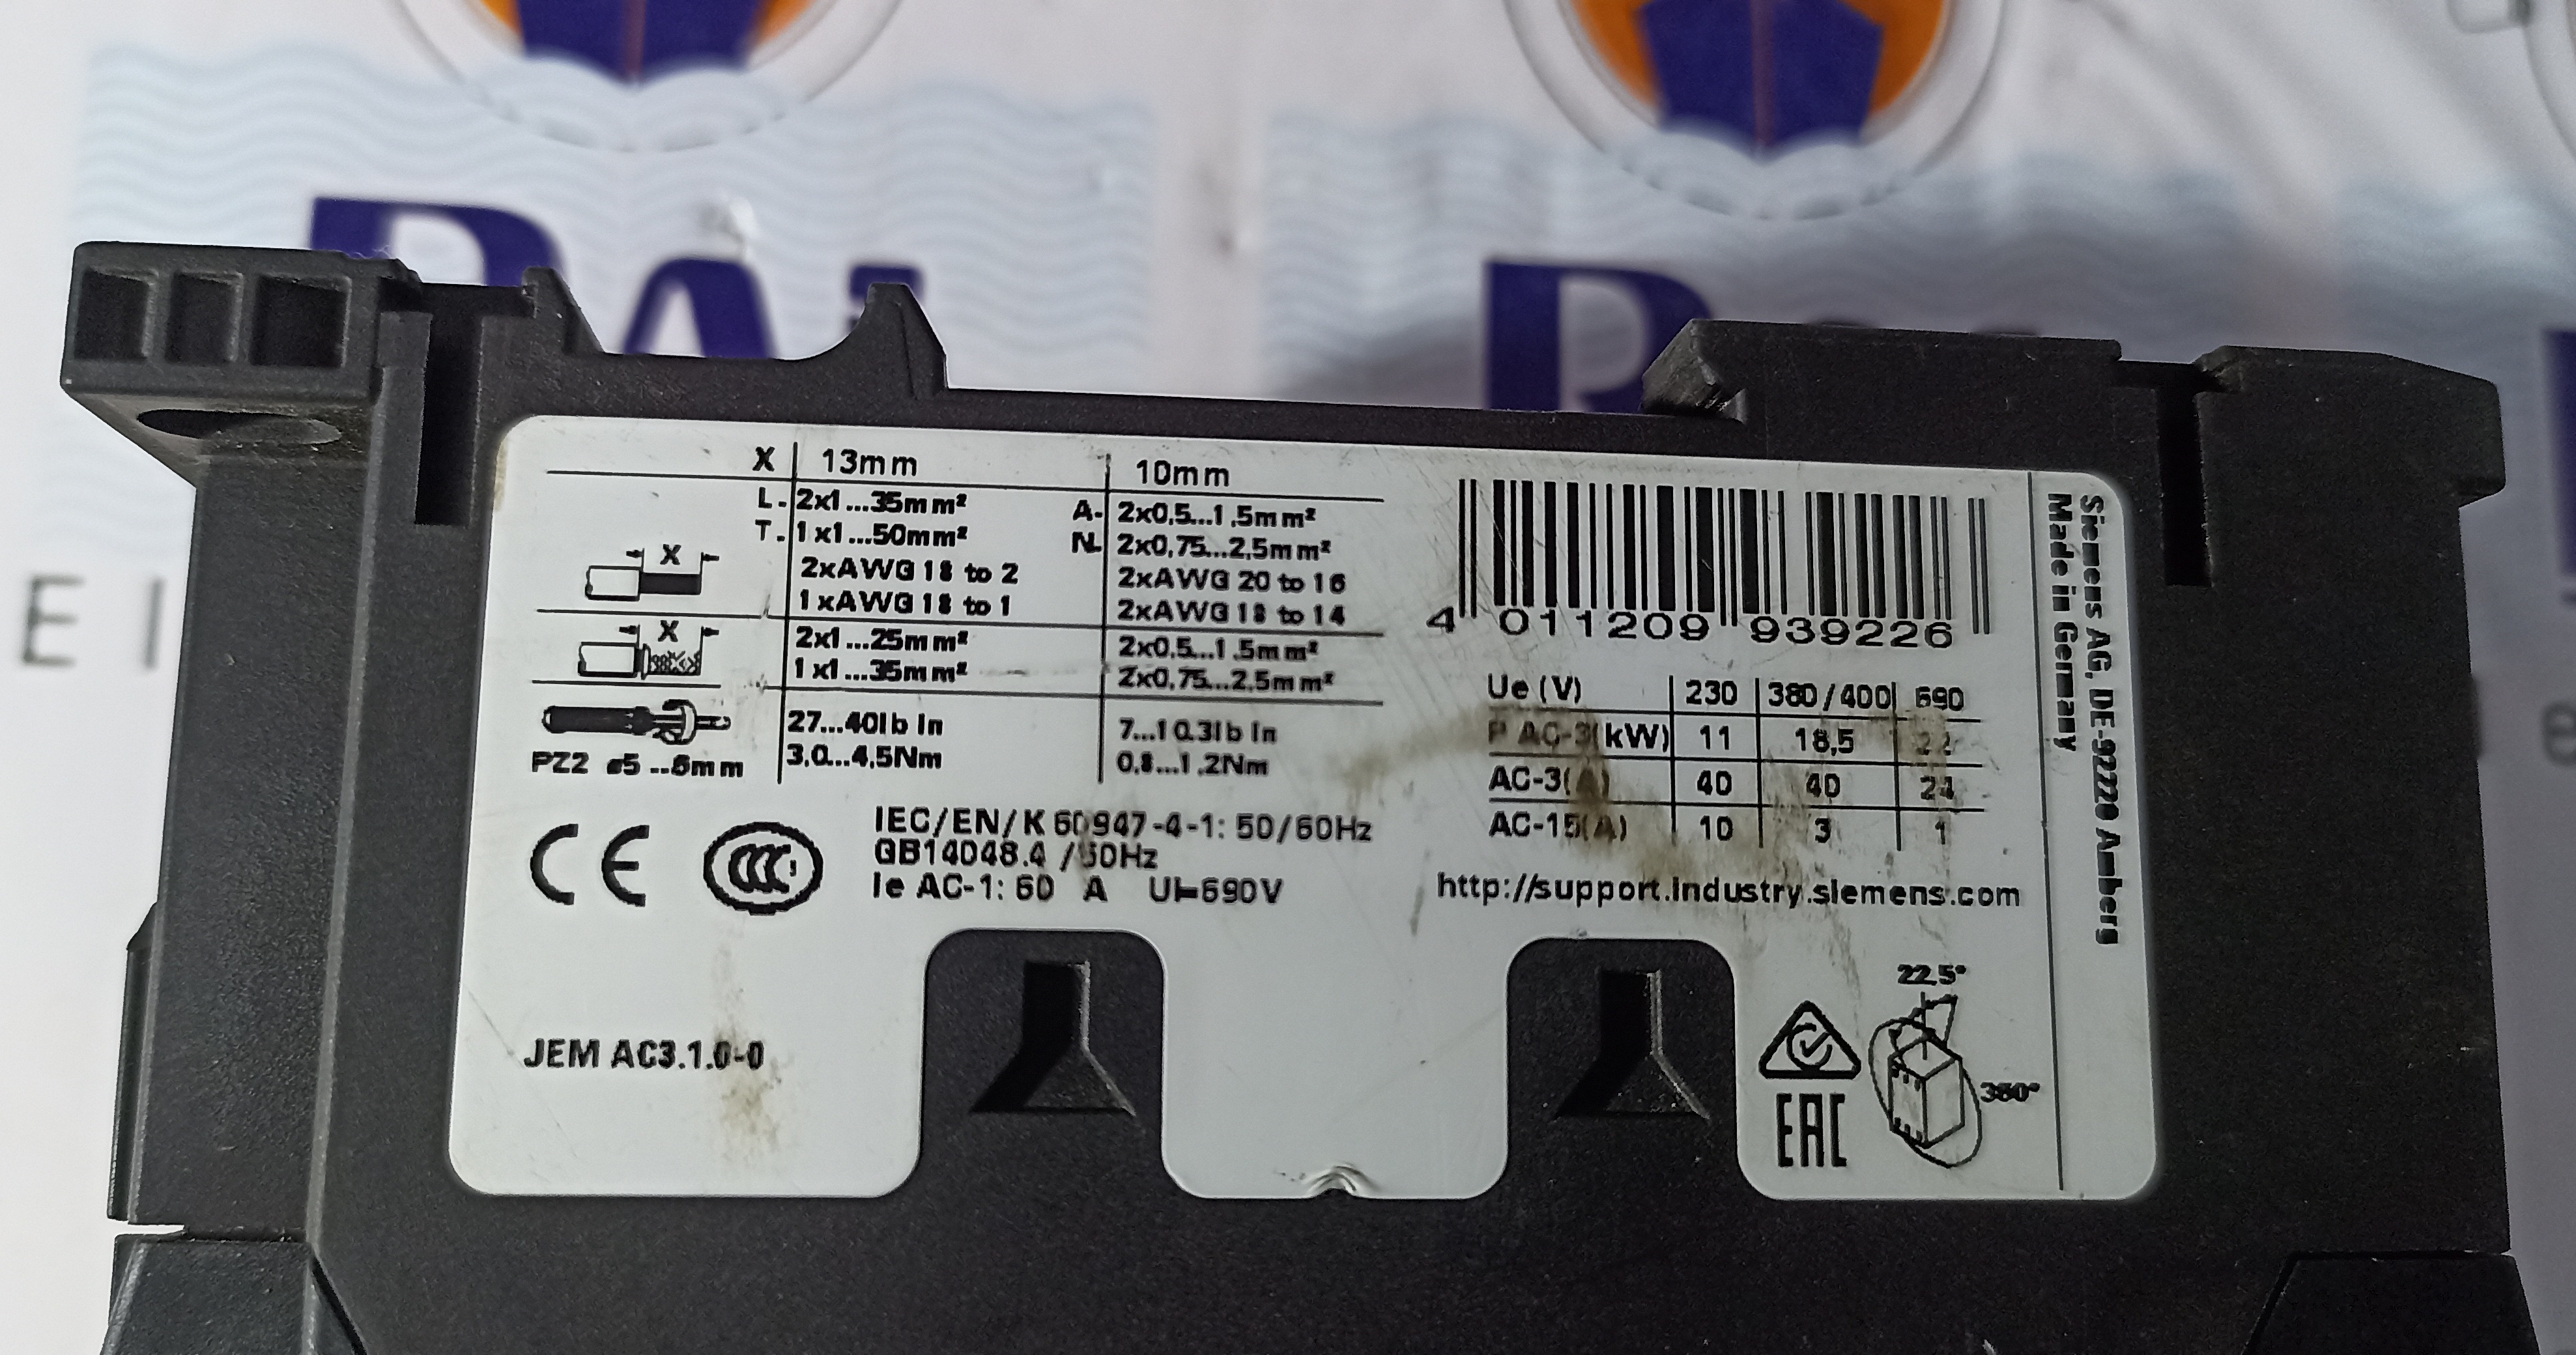 X 13mm 10mm
L- 2x1...35mm² A- 2x0,5...1,5mm²
T- 1x1...50mm² N- 2x0,75...2,5mm²
2xAWG 18 to 2 2xAWG 20 to 16
1xAWG 18 to 1 2xAWG 18 to 14
X
X 2x1...25mm² 2x0.5...1.5mm²
1x1...35mm² 2x0,75...2,5mm²
27...40lb in 7...10.3lb in
PZ2 ø5...6mm 3,0...4,5Nm 0,8...1,2Nm
CE CCC
IEC/EN/K 60947-4-1: 50/60Hz
GB14048.4 /50Hz
Ie AC-1: 60 A Ui=690V
JEM AC3.1.0-0
4 011209 939226
Ue (V) 230 380/400 690
P AC-3(kW) 11 18,5 22
AC-3(A) 40 40 24
AC-15(A) 10 3 1
http://support.industry.siemens.com
22.5°
360°
EAC
Siemens AG, DE-92220 Amberg
Made in Germany